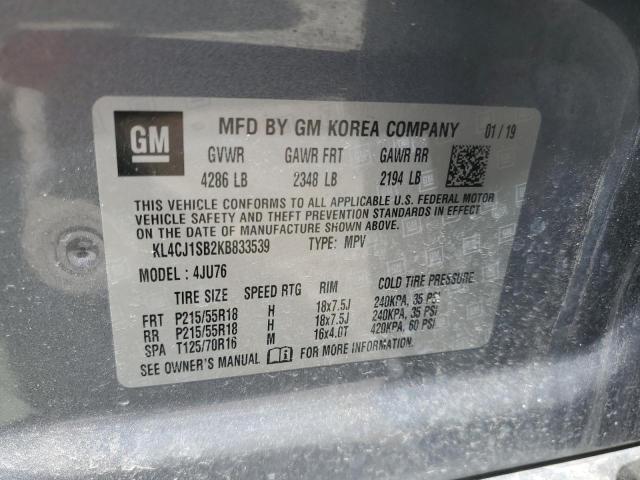 GM MFD BY GM KOREA COMPANY 01/19
GVWR GAWR FRT GAWR RR
4286 LB 2348 LB 2194 LB
THIS VEHICLE CONFORMS TO ALL APPLICABLE U.S. FEDERAL MOTOR
VEHICLE SAFETY AND THEFT PREVENTION STANDARDS IN EFFECT
ON THE DATE OF MANUFACTURE SHOWN ABOVE.
KL4CJ1SB2KB833539 TYPE: MPV
MODEL : 4JU76
TIRE SIZE SPEED RTG RIM COLD TIRE PRESSURE
FRT P215/55R18 H 18x7.5J 240KPA, 35 PSI
RR P215/55R18 H 18x7.5J 240KPA, 35 PSI
SPA T125/70R16 M 16x4.0T 420KPA, 60 PSI
SEE OWNER'S MANUAL FOR MORE INFORMATION.